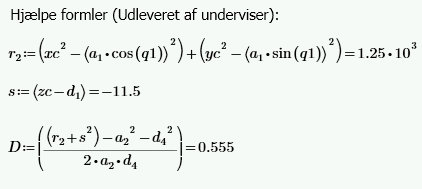 Hjælpe formler (Udleveret af underviser):
r₂:=(xc² −(a₁·cos(q1))²)+(yc² −(a₁·sin(q1))²)=1.25·10³
s:=(zc−d₁)=−11.5
D:=(((r₂+s²)−a₂²−d₄²)/(2·a₂·d₄))=0.555